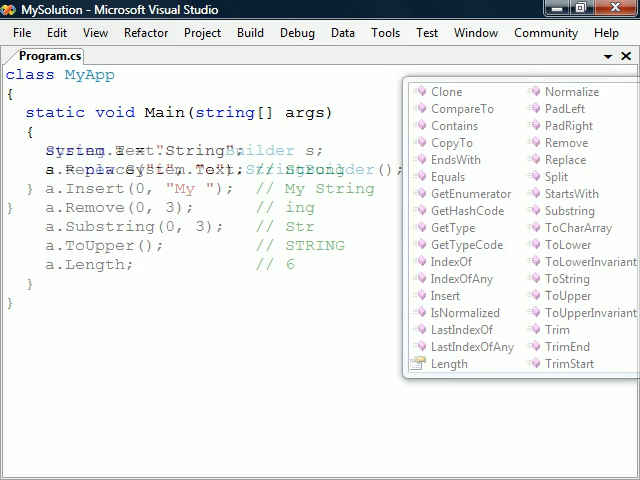 MySolution - Microsoft Visual Studio
File Edit View Refactor Project Build Debug Data Tools Test Window Community Help
Program.cs
class MyApp
{
static void Main(string[] args)
{
Builder s;
}
a.Insert(0, "My "); // My String
}
a.Remove(0, 3); // ing
a.Substring(0, 3); // Str
a.ToUpper(); // STRING
a.Length; // 6
}
}
Clone
CompareTo
Contains
CopyTo
EndsWith
Equals
GetEnumerator
GetHashCode
GetType
GetTypeCode
IndexOf
IndexOfAny
Insert
IsNormalized
LastIndexOf
LastIndexOfAny
Length
Normalize
PadLeft
PadRight
Remove
Replace
Split
StartsWith
Substring
ToCharArray
ToLower
ToLowerInvariant
ToString
ToUpper
ToUpperInvariant
Trim
TrimEnd
TrimStart